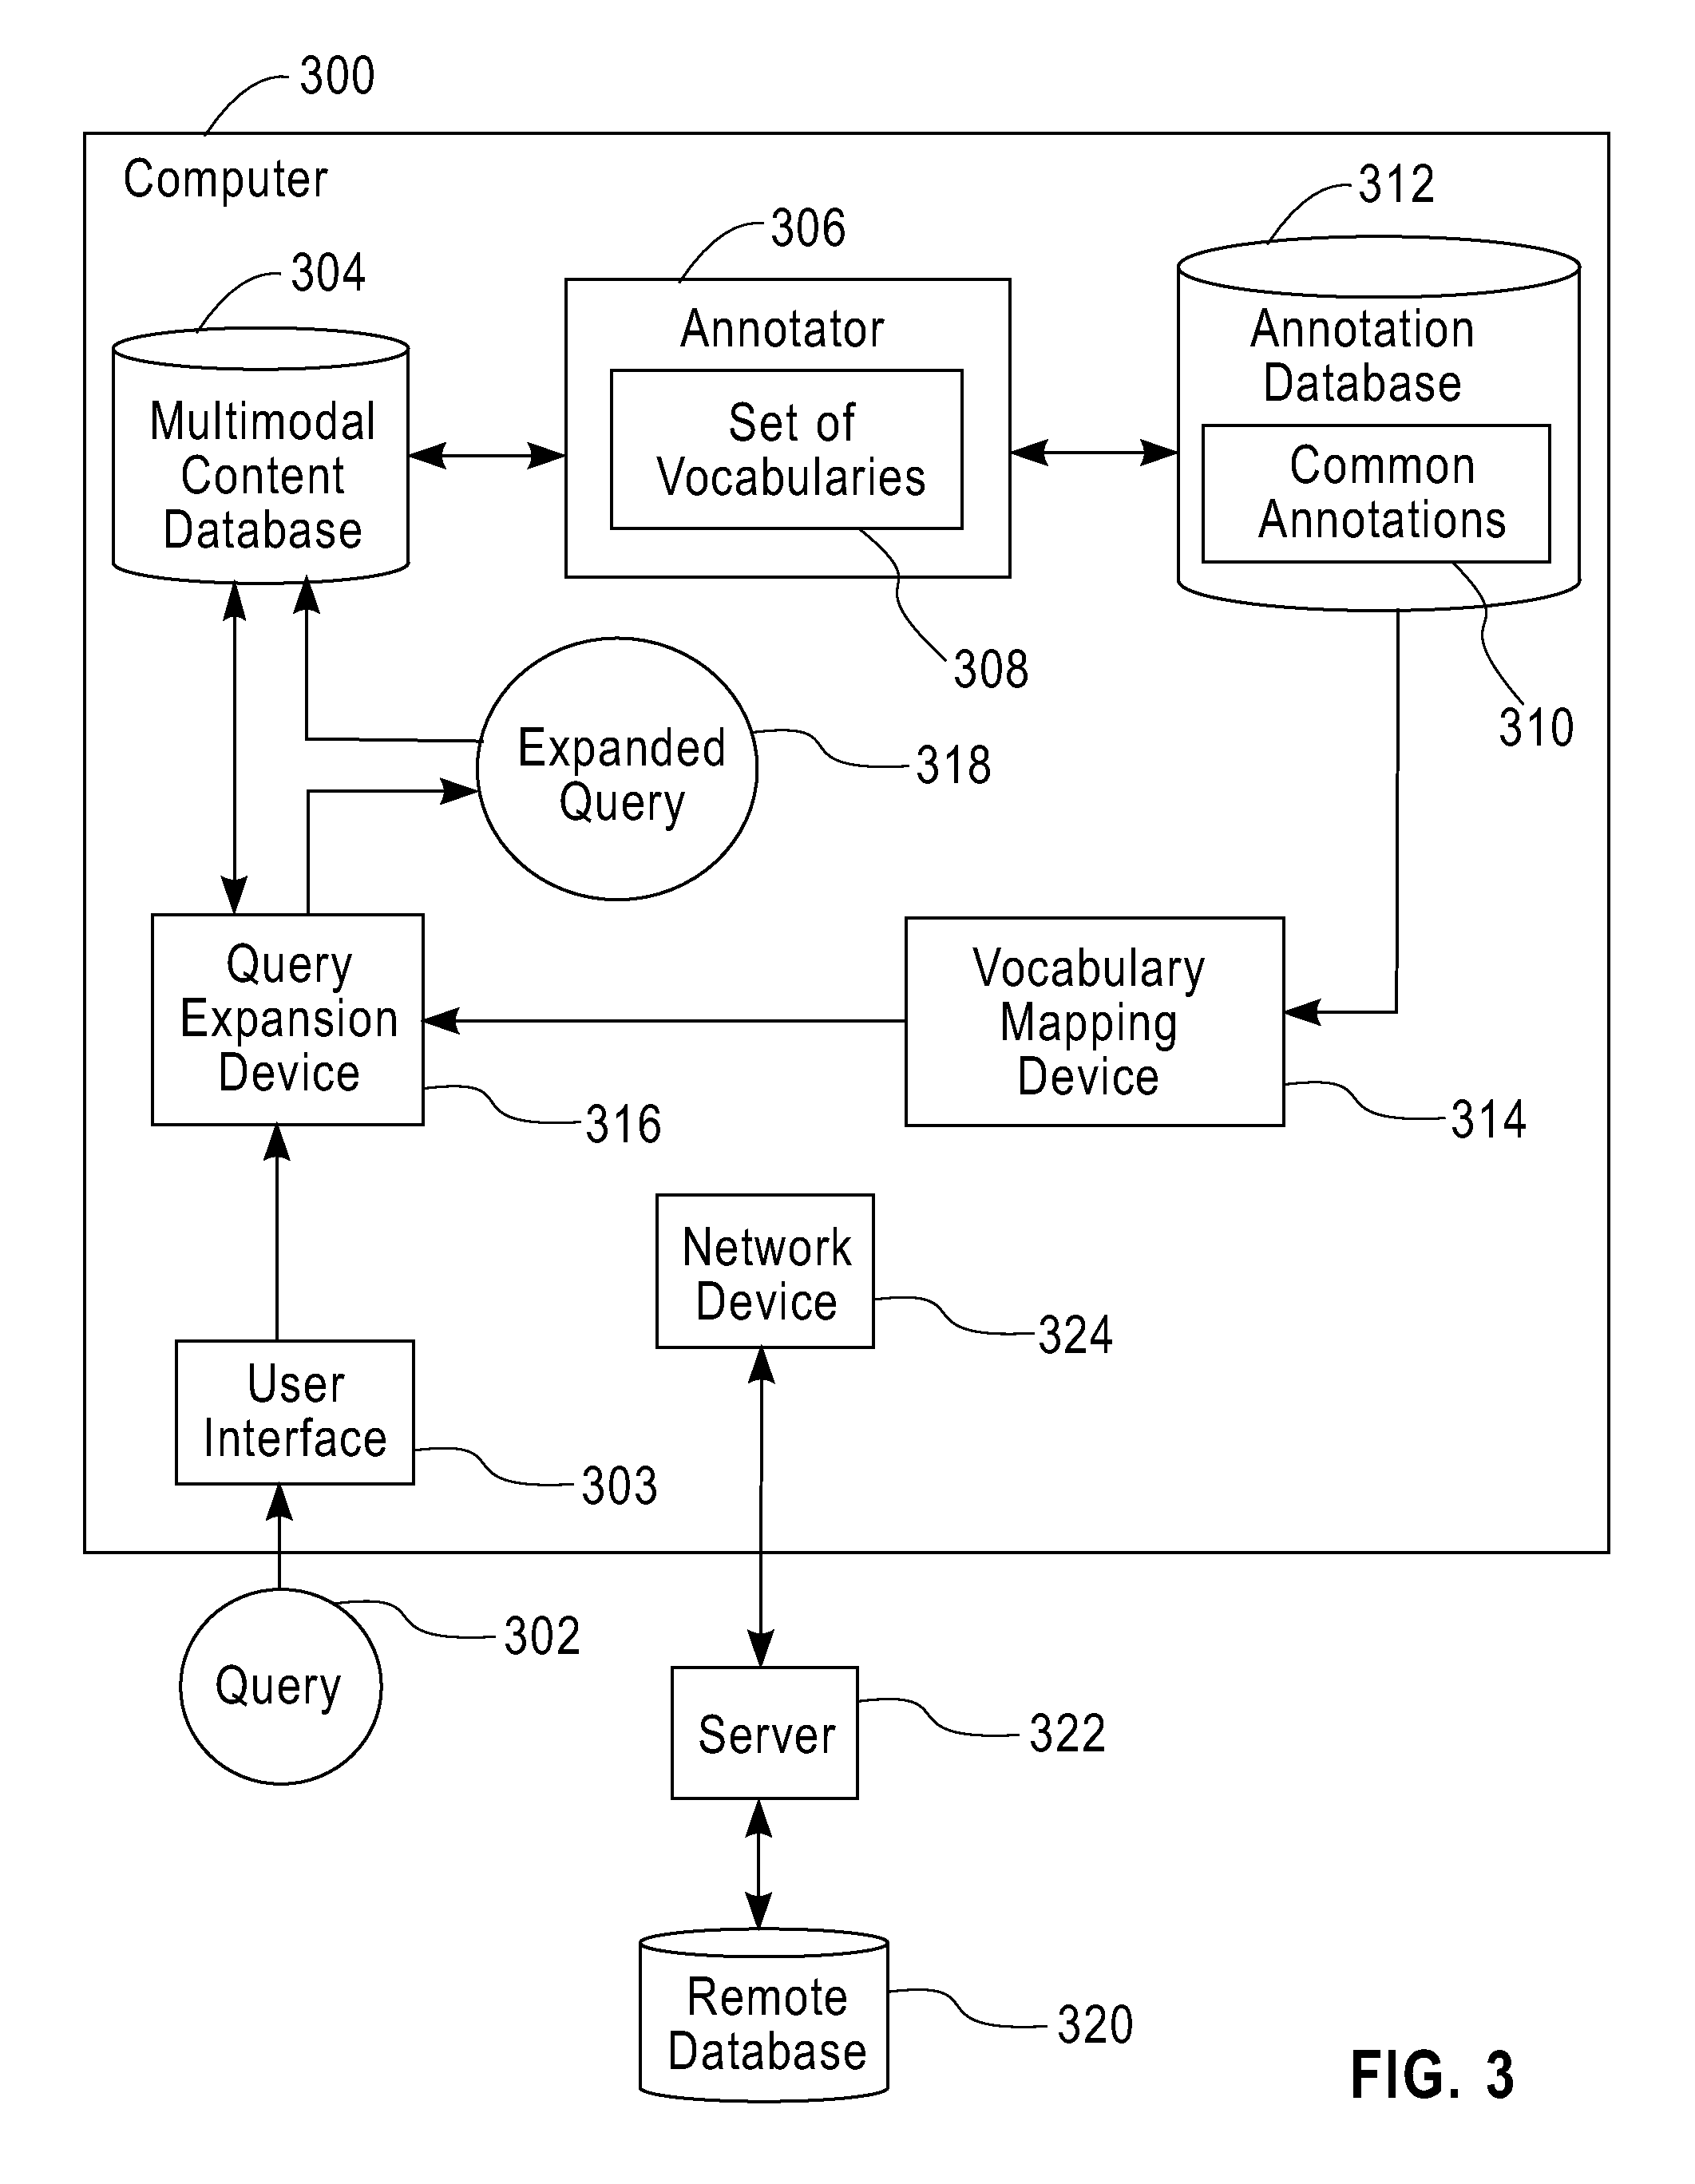 300
Computer
312
306
304
Annotator
Annotation
Database
Set of
Vocabularies
Multimodal
Content
Database
Common
Annotations
308
310
Expanded
Query
318
Query
Expansion
Device
Vocabulary
Mapping
Device
316
314
Network
Device
324
User
Interface
303
302
Query
Server
322
Remote
Database
320
FIG. 3